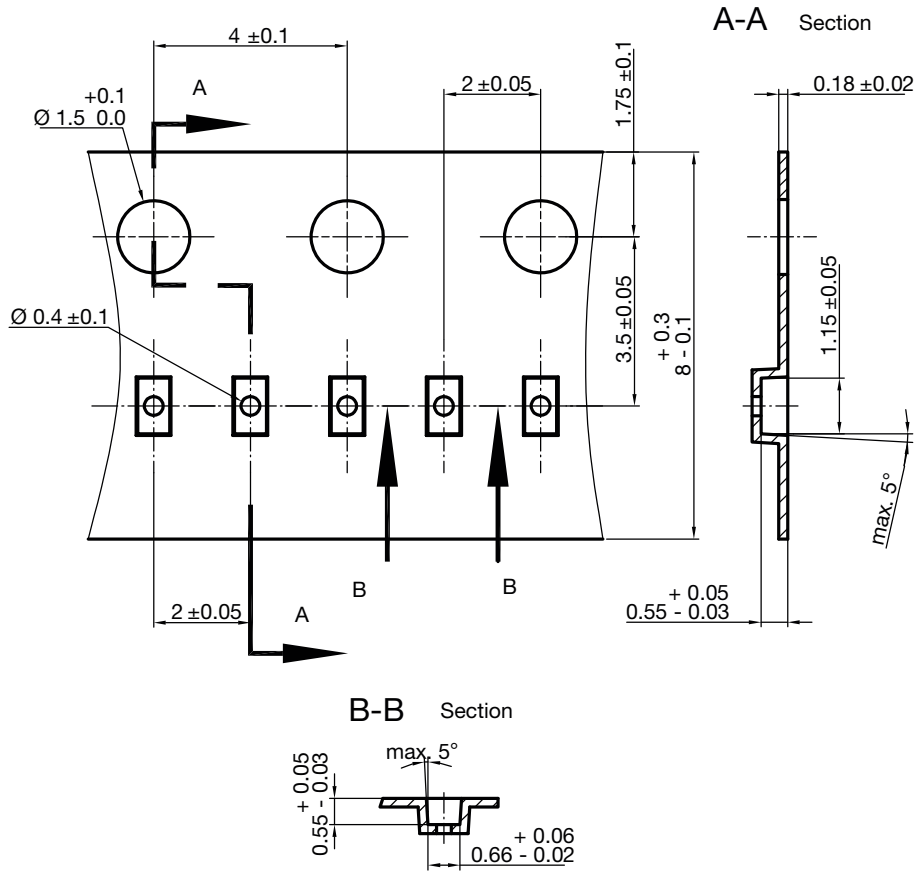 A-A Section
4 ±0.1
A
+0.1
Ø 1.5 0.0
2 ±0.05
1.75 ±0.1
0.18 ±0.02
3.5 ±0.05
+ 0.3
8 - 0.1
1.15 ±0.05
Ø 0.4 ±0.1
max. 5°
B
B
2 ±0.05
A
+ 0.05
0.55 - 0.03
B-B Section
max. 5°
+ 0.05
0.55 - 0.03
+ 0.06
0.66 - 0.02